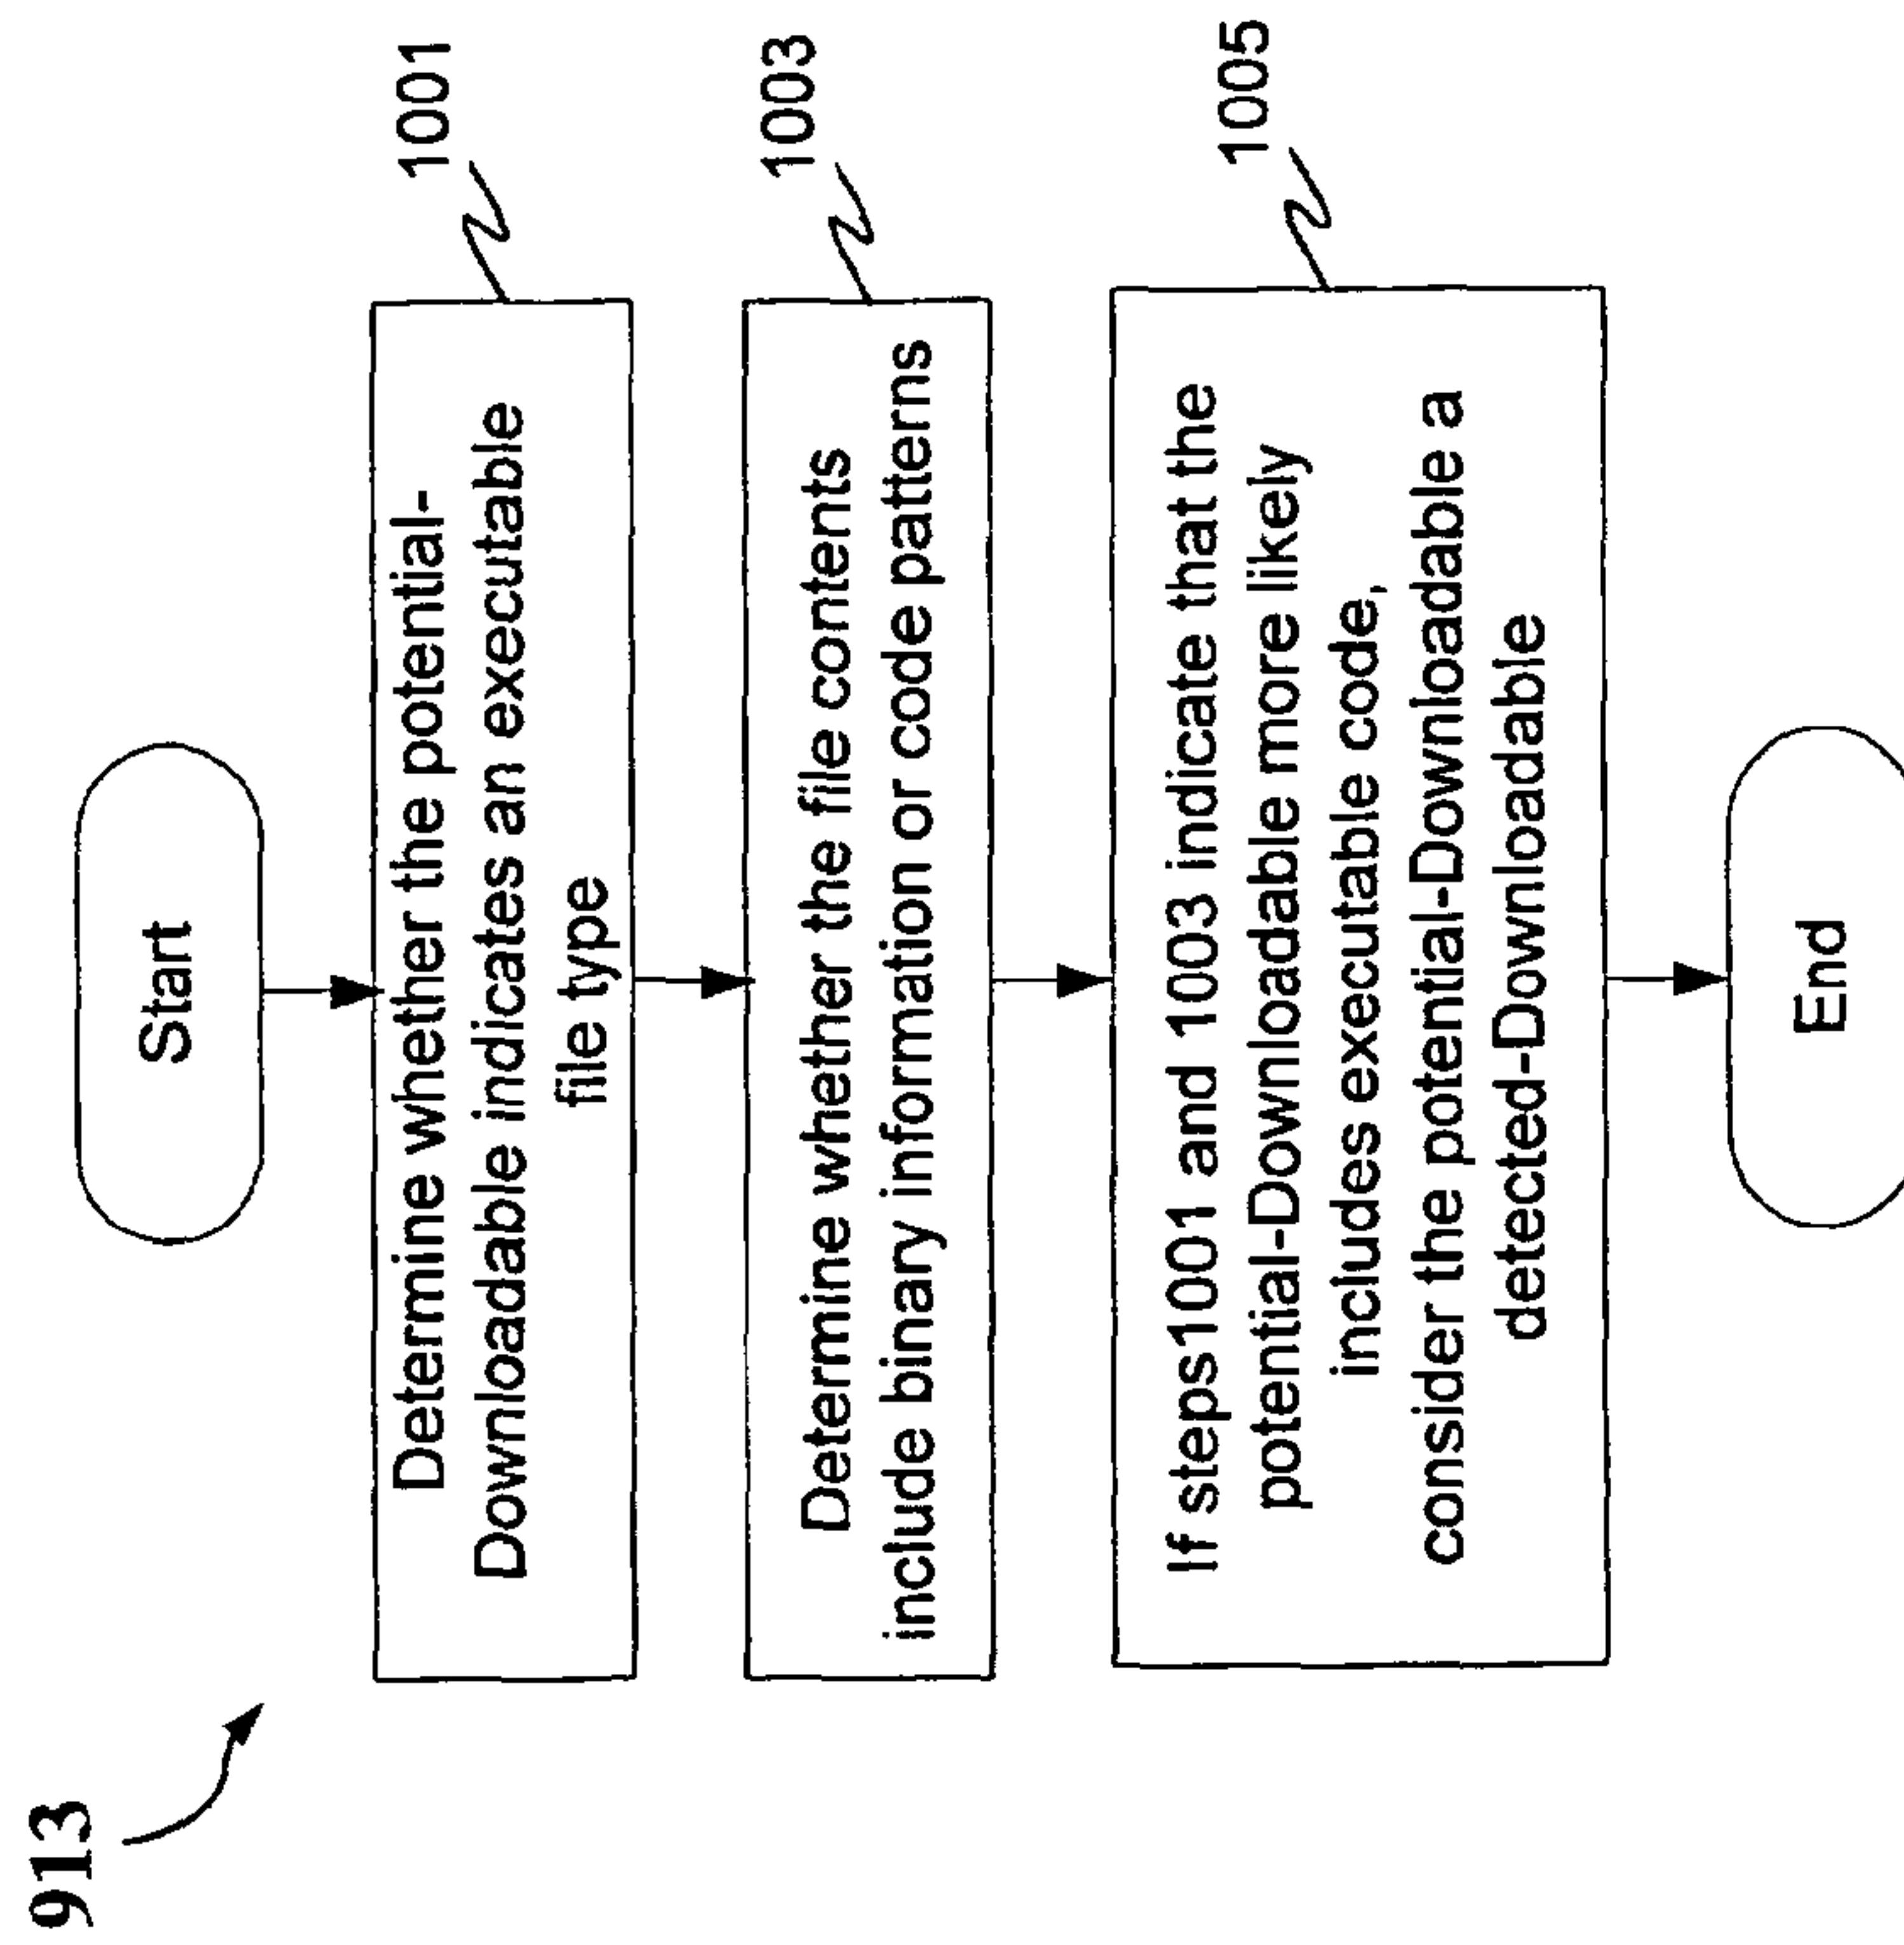 913
Start
Determine whether the potential-
Downloadable indicates an executable
file type
1001
Determine whether the file contents
include binary information or code patterns
1003
If steps1001 and 1003 indicate that the
potential-Downloadable more likely
includes executable code,
consider the potential-Downloadable a
detected-Downloadable
1005
End